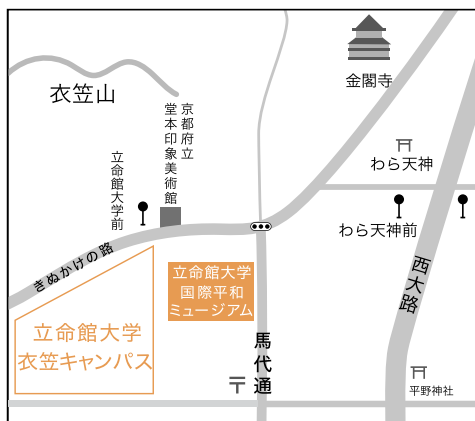 金閣寺
衣笠山
京都府立
堂本印象美術館
わら天神
立命館大学前
わら天神前
きぬかけの路
西大路
立命館大学
国際平和
ミュージアム
立命館大学
衣笠キャンパス
馬代通
〒
平野神社